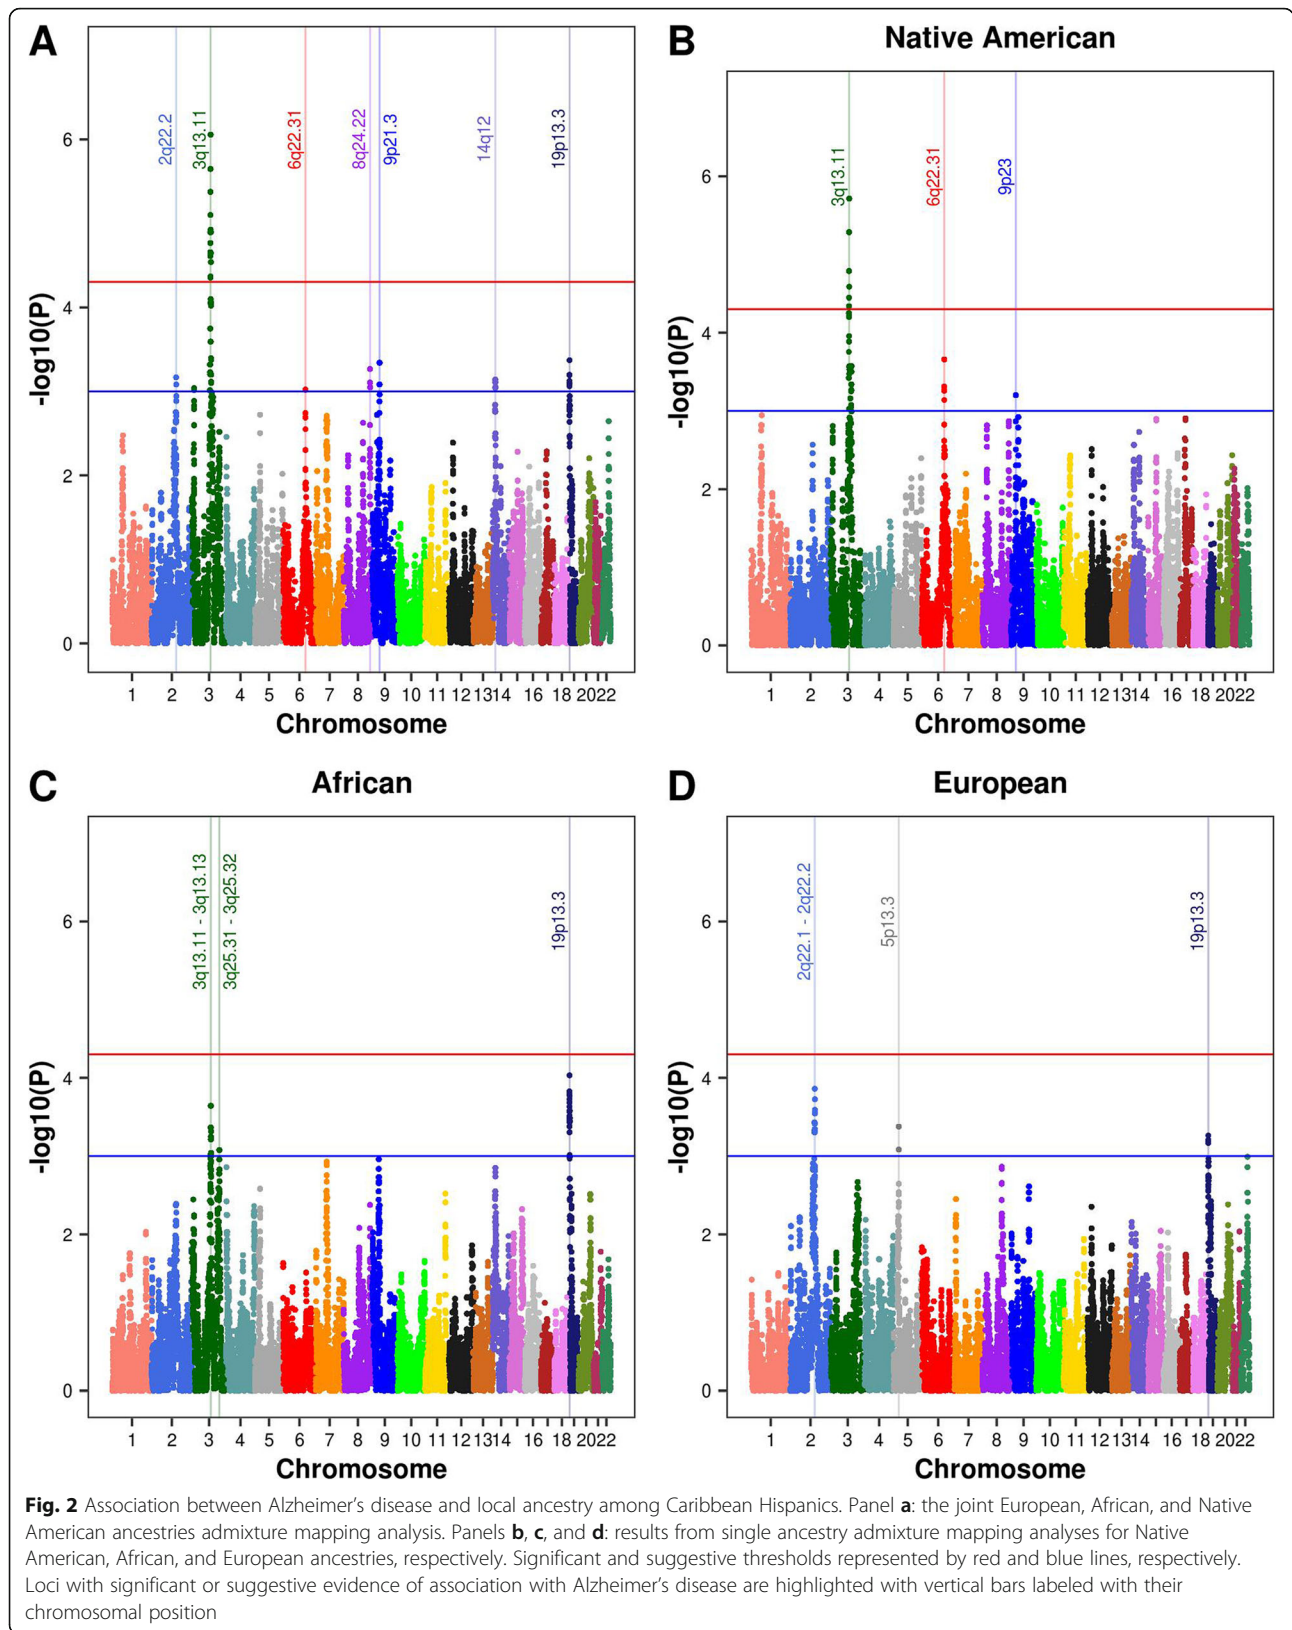 A
2q22.2
3q13.11
6q22.31
8q24.22
9p21.3
14q12
19p13.3
6
4
2
0
-log10(P)
1 2 3 4 5 6 7 8 9 10 11 12 13 14 16 18 20 22
Chromosome
B
Native American
3q13.11
6q22.31
9p23
6
4
2
0
-log10(P)
1 2 3 4 5 6 7 8 9 10 11 12 13 14 16 18 20 22
Chromosome
C
African
3q13.11 - 3q13.13
3q25.31 - 3q25.32
19p13.3
6
4
2
0
-log10(P)
1 2 3 4 5 6 7 8 9 10 11 12 13 14 16 18 20 22
Chromosome
D
European
2q22.1 - 2q22.2
5p13.3
19p13.3
6
4
2
0
-log10(P)
1 2 3 4 5 6 7 8 9 10 11 12 13 14 16 18 20 22
Chromosome
Fig. 2 Association between Alzheimer's disease and local ancestry among Caribbean Hispanics. Panel a: the joint European, African, and Native
American ancestries admixture mapping analysis. Panels b, c, and d: results from single ancestry admixture mapping analyses for Native
American, African, and European ancestries, respectively. Significant and suggestive thresholds represented by red and blue lines, respectively.
Loci with significant or suggestive evidence of association with Alzheimer's disease are highlighted with vertical bars labeled with their
chromosomal position